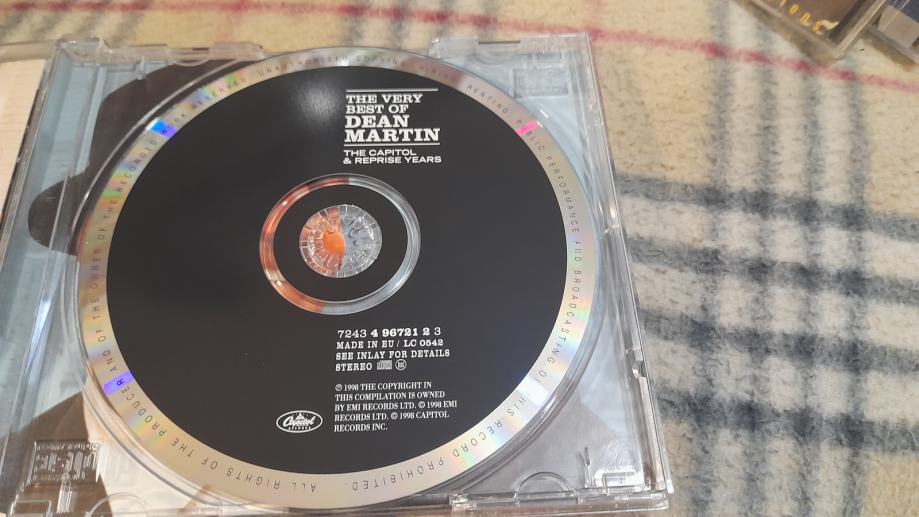 THE VERY
BEST OF
DEAN
MARTIN
THE CAPITOL
& REPRISE YEARS
7243 4 96721 2 3
MADE IN EU / LC 0542
SEE INLAY FOR DETAILS
STEREO
℗ 1998 THE COPYRIGHT IN
THIS COMPILATION IS OWNED
BY EMI RECORDS LTD. © 1998 EMI
RECORDS LTD. © 1998 CAPITOL
RECORDS INC.
Capitol
RECORDS
ALL RIGHTS OF THE PRODUCER AND OF THE OWNER OF THE RECORDED WORK RESERVED. UNAUTHORISED COPYING, HIRING, RENTING, PUBLIC PERFORMANCE AND BROADCASTING OF THIS RECORD PROHIBITED.